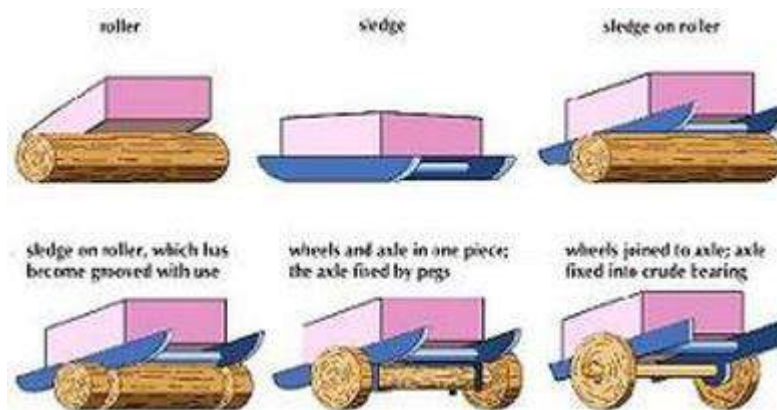 roller
sledge
sledge on roller
sledge on roller, which has
become grooved with use
wheels and axle in one piece;
the axle fixed by pegs
wheels joined to axle; axle
fixed into crude bearing